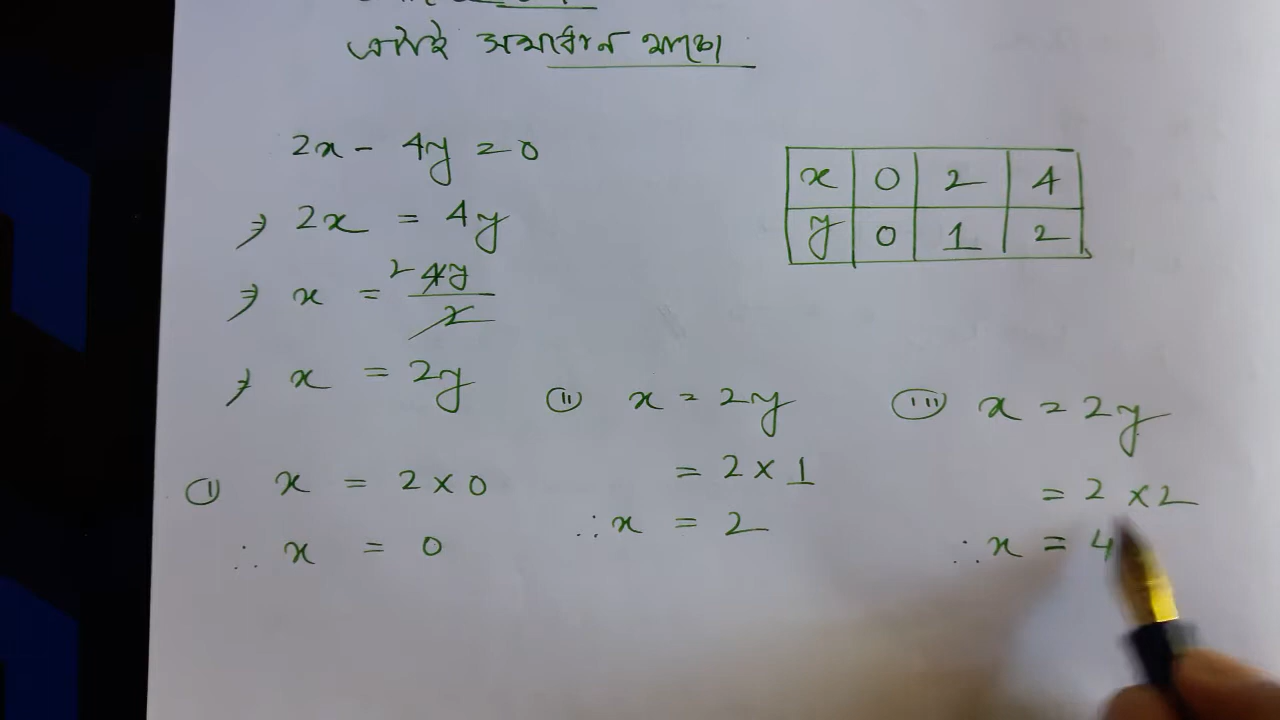 সমাধান
2x - 4y = 0
⇒ 2x = 4y
⇒ x = 2 4y / 2
⇒ x = 2y
x 0 2 4
y 0 1 2
(i) x = 2 × 0
∴ x = 0
(ii) x = 2y
= 2 × 1
∴ x = 2
(iii) x = 2y
= 2 × 2
∴ x = 4